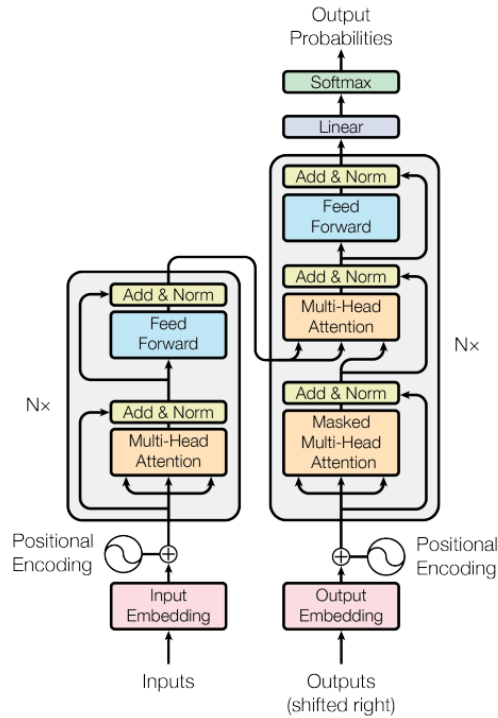 Output
Probabilities
Softmax
Linear
Add & Norm
Feed
Forward
Add & Norm
Multi-Head
Attention
Add & Norm
Masked
Multi-Head
Attention
N×
Add & Norm
Feed
Forward
Add & Norm
Multi-Head
Attention
N×
Positional
Encoding
Positional
Encoding
Input
Embedding
Output
Embedding
Inputs
Outputs
(shifted right)